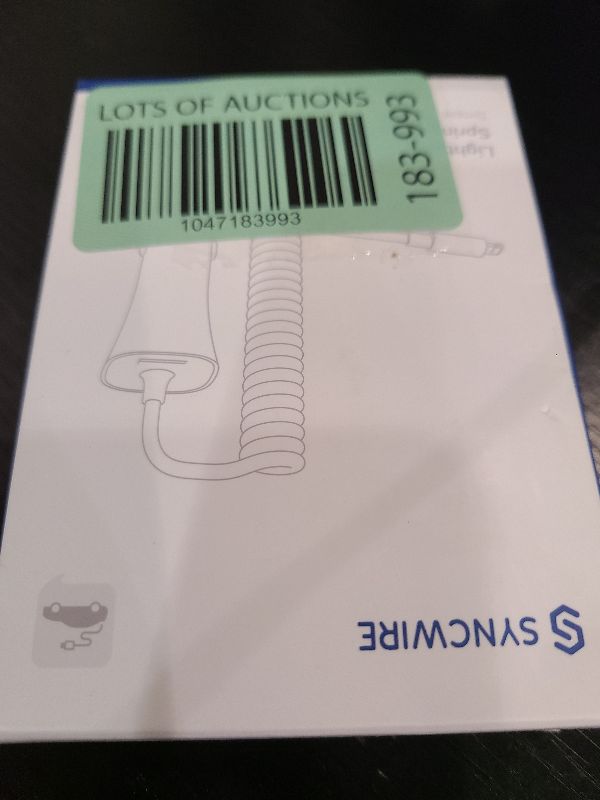 LOTS OF AUCTIONS
1047183993
183-993
SYNCWIRE